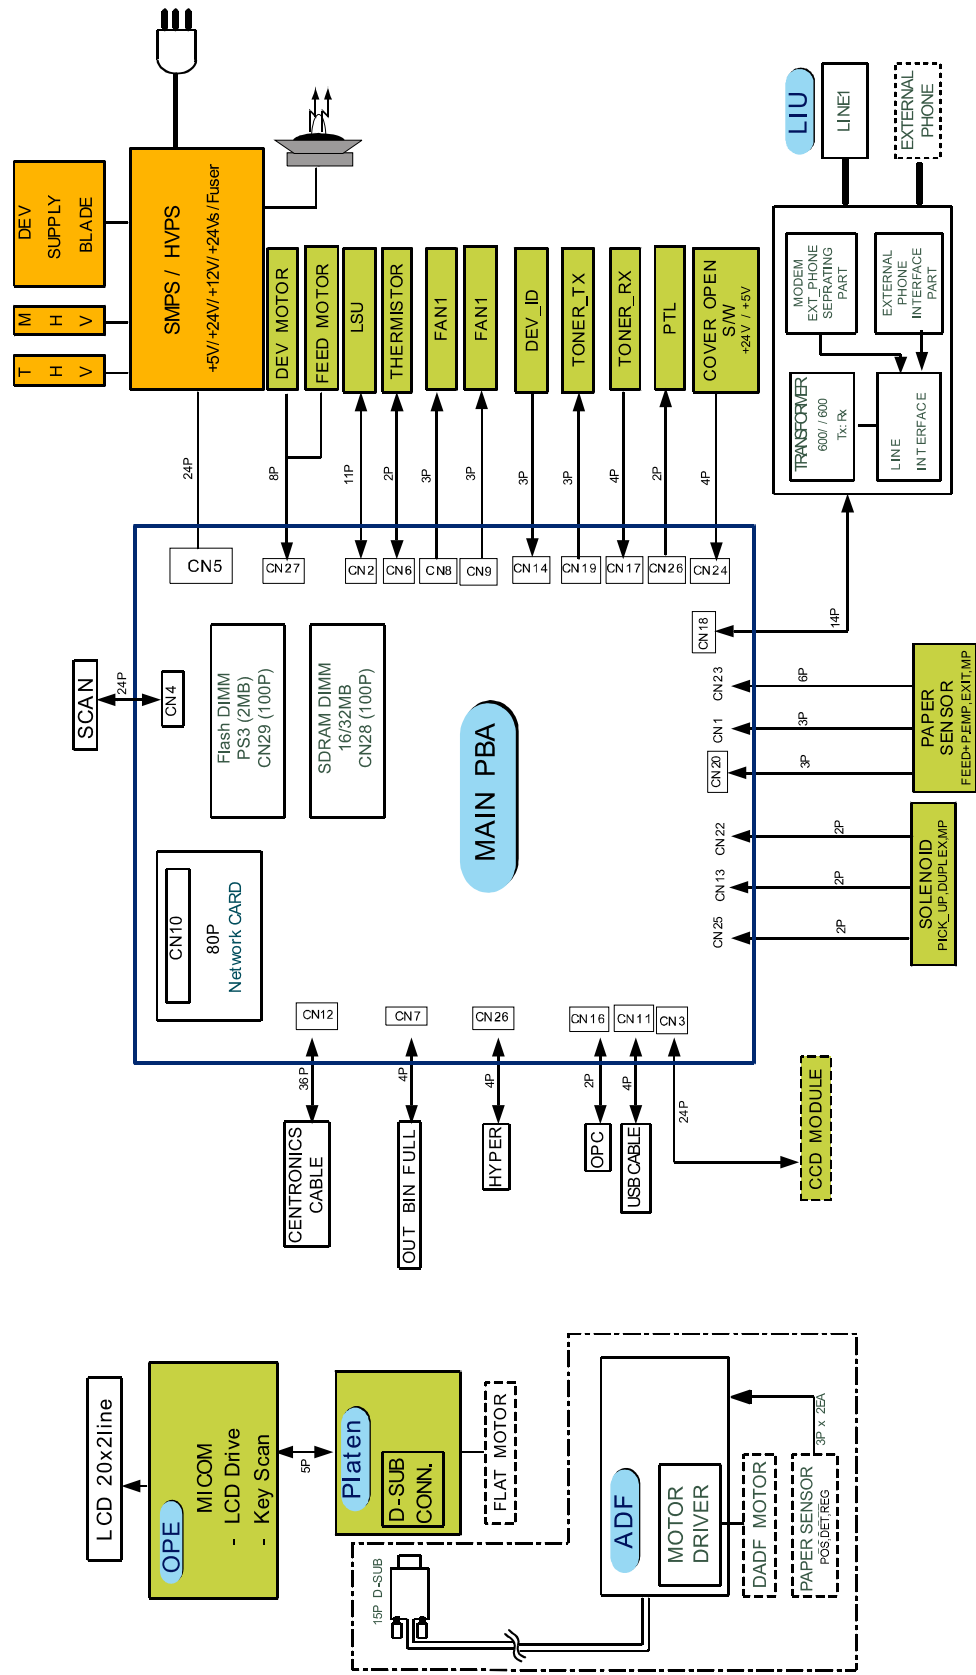 DEV
SUPPLY
BLADE
M H V
T H V
SMPS / HVPS
+5V/+24V/+12V/+24Vs/Fuser
DEV MOTOR
FEED MOTOR
LSU
THERMISTOR
FAN1
FAN1
DEV_ID
TONER_TX
TONER_RX
PTL
COVER OPEN
S/W
+24V / +5V
LIU
LINE1
EXTERNAL
PHONE
MODEM
EXT_PHONE
SEPRATING
PART
EXTERNAL
PHONE
INTERFACE
PART
TRANSFORMER
600/ / 600
Tx: Rx
LINE
INTERFACE
24P
8P
11P
2P
3P
3P
3P
3P
4P
2P
4P
14P
CN5
CN27
CN2
CN6
CN8
CN9
CN14
CN19
CN17
CN26
CN24
CN18
SCAN
24P
CN4
Flash DIMM
PS3 (2MB)
CN29 (100P)
SDRAM DIMM
16/32MB
CN28 (100P)
MAIN PBA
CN23
6P
CN1
3P
CN20
3P
PAPER
SENSOR
FEED+P.EMP,EXIT,MP
CN22
2P
CN13
2P
CN25
2P
SOLENOID
PICK_UP,DUPLEX,MP
CN10
80P
Network CARD
CN12
CN7
CN26
CN16
CN11
CN3
36P
4P
4P
2P
4P
24P
CENTRONICS
CABLE
OUT BIN FULL
HYPER
OPC
USB CABLE
CCD MODULE
LCD 20x2line
OPE
MICOM
- LCD Drive
- Key Scan
5P
Platen
D-SUB
CONN.
FLAT MOTOR
15P D-SUB
ADF
MOTOR
DRIVER
DADF MOTOR
PAPER SENSOR
POS,DET,REG
3P x 2EA